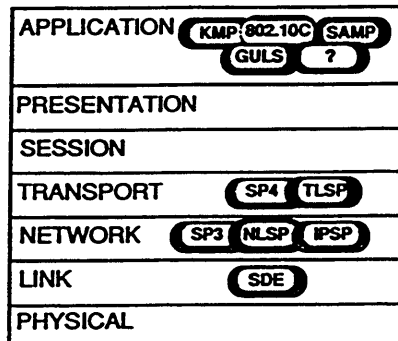 APPLICATION KMP 802.10C SAMP
GULS ?
PRESENTATION
SESSION
TRANSPORT SP4 TLSP
NETWORK SP3 NLSP IPSP
LINK SDE
PHYSICAL